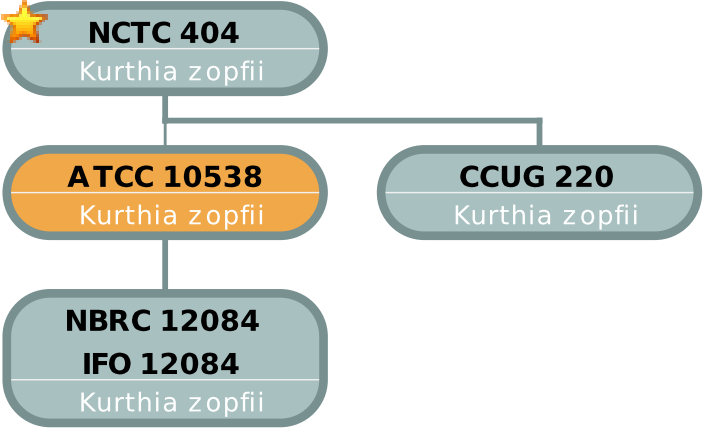 NCTC 404
Kurthia zopfii
ATCC 10538
Kurthia zopfii
CCUG 220
Kurthia zopfii
NBRC 12084
IFO 12084
Kurthia zopfii